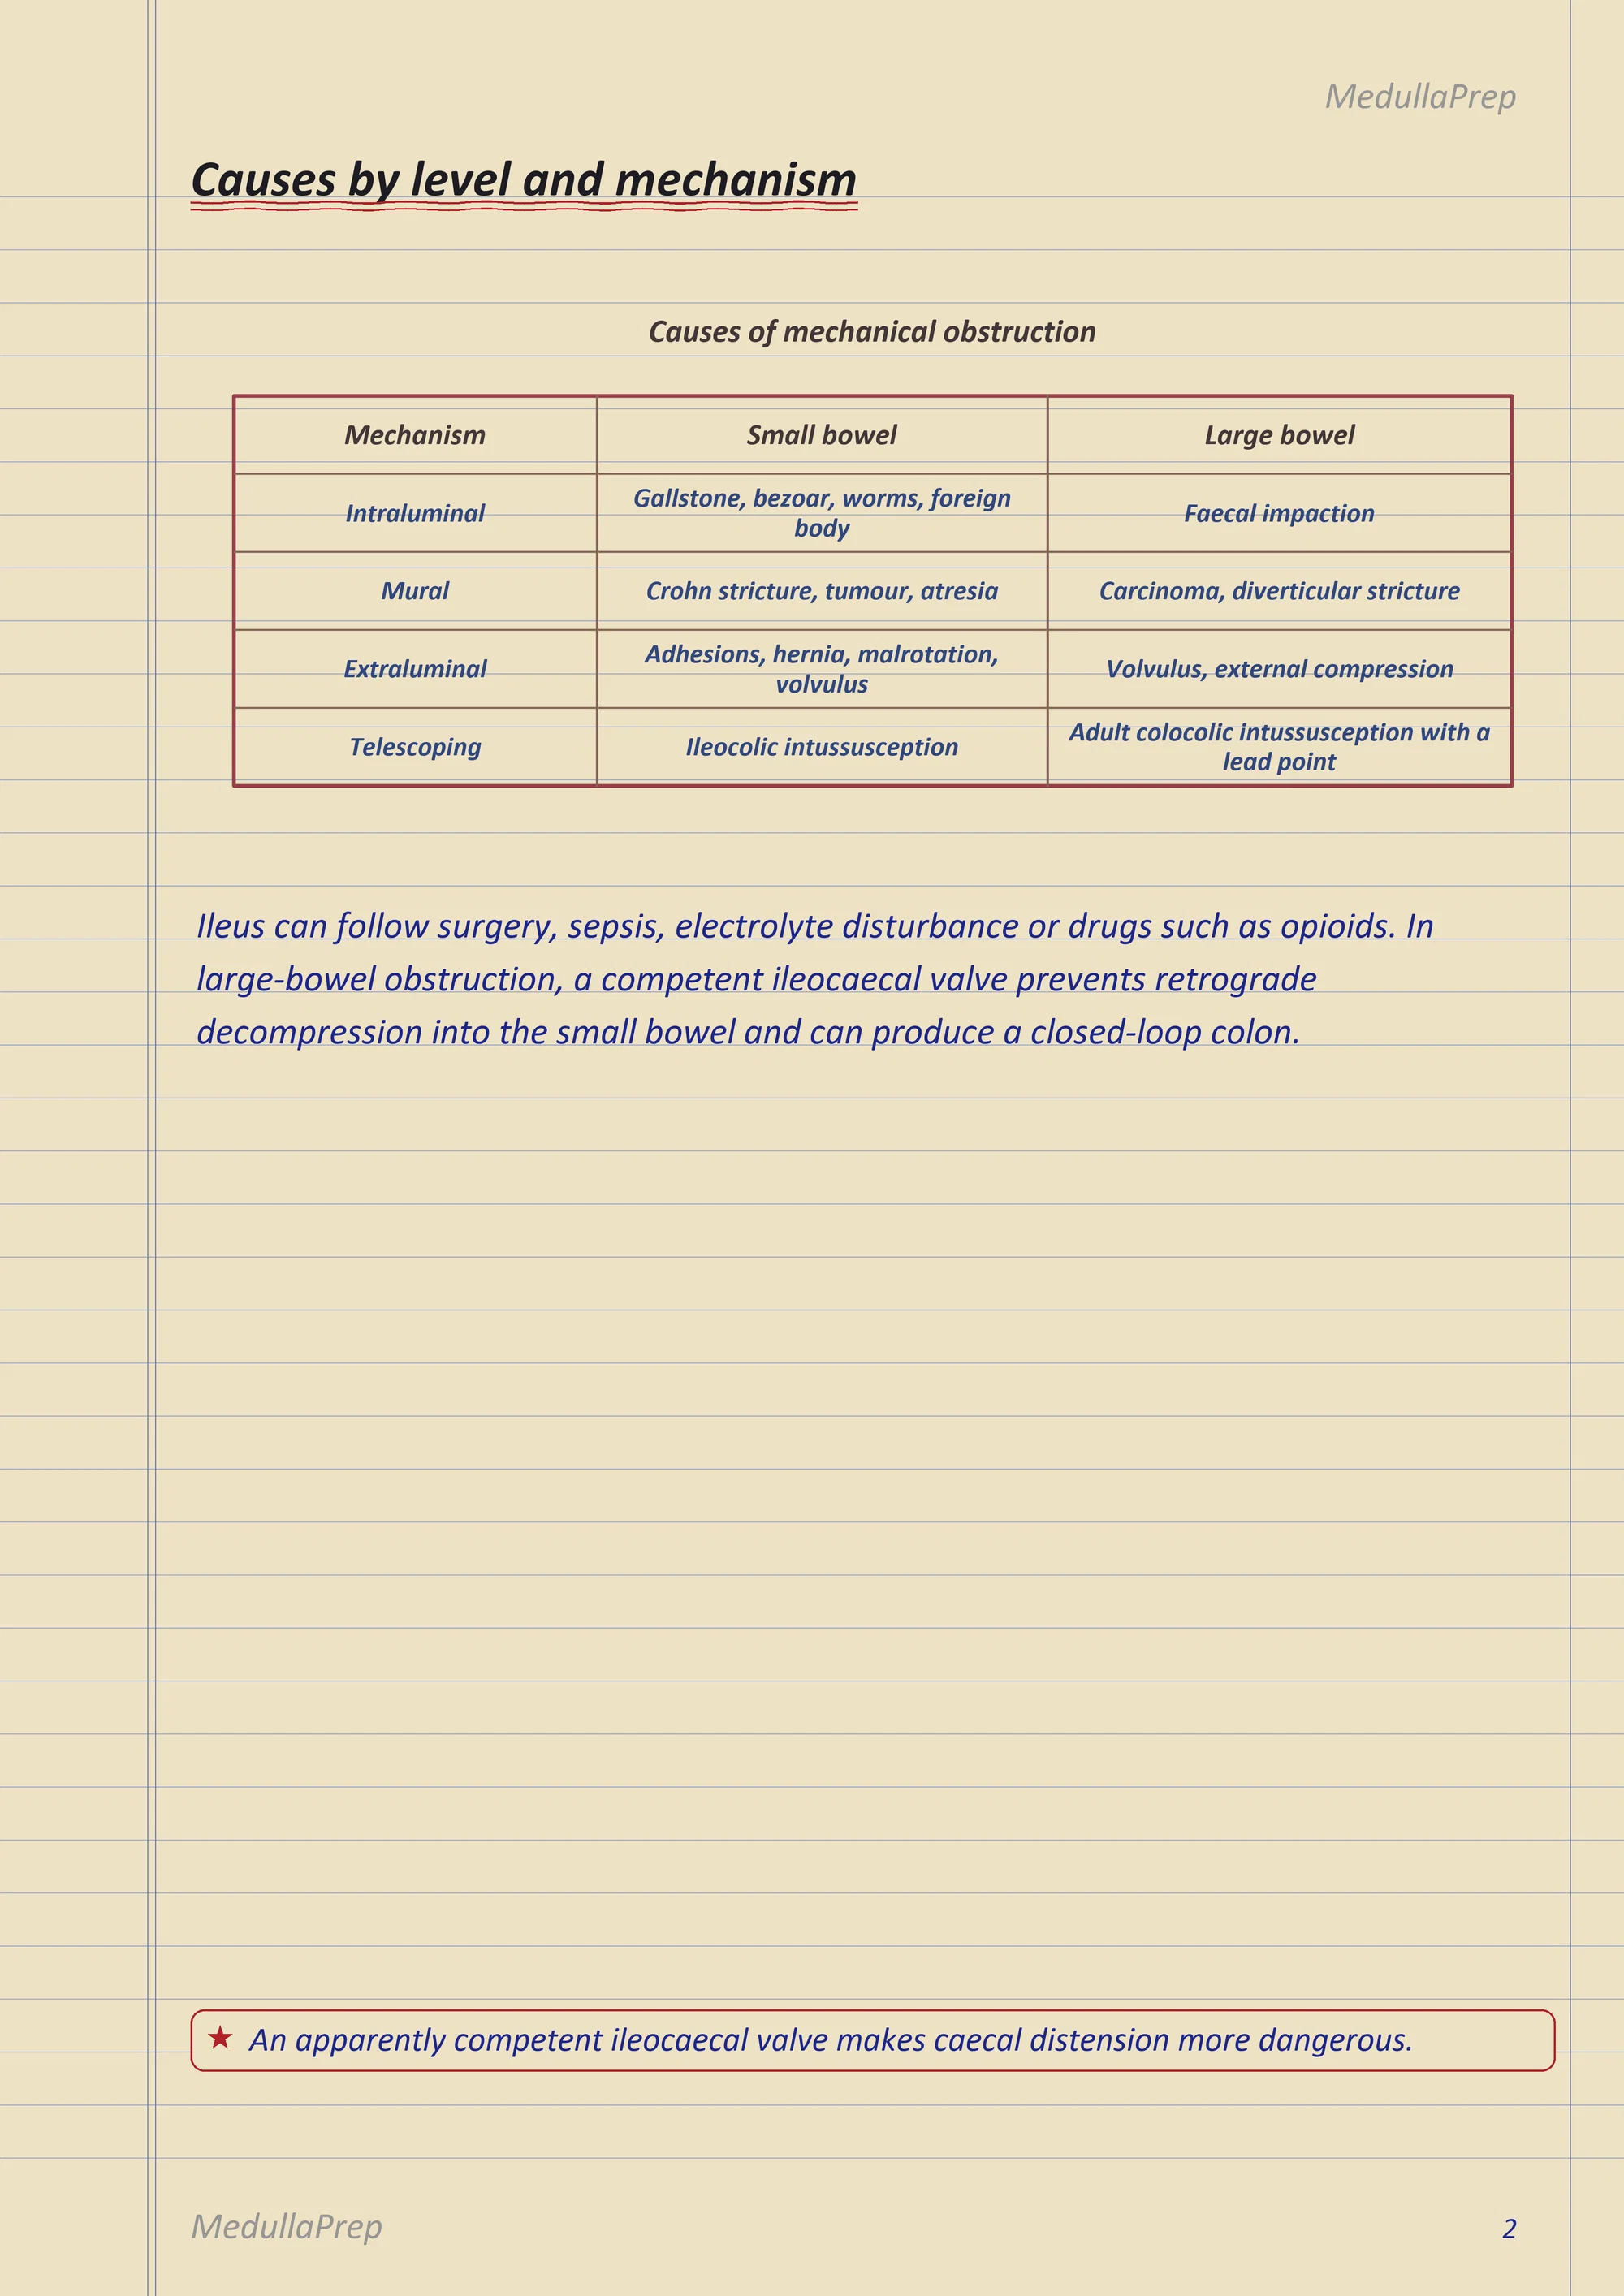 MedullaPrep
Causes by level and mechanism
Causes of mechanical obstruction
Mechanism Small bowel Large bowel
Intraluminal Gallstone, bezoar, worms, foreign body Faecal impaction
Mural Crohn stricture, tumour, atresia Carcinoma, diverticular stricture
Extraluminal Adhesions, hernia, malrotation, volvulus Volvulus, external compression
Telescoping Ileocolic intussusception Adult colocolic intussusception with a lead point
Ileus can follow surgery, sepsis, electrolyte disturbance or drugs such as opioids. In
large-bowel obstruction, a competent ileocaecal valve prevents retrograde
decompression into the small bowel and can produce a closed-loop colon.
★ An apparently competent ileocaecal valve makes caecal distension more dangerous.
MedullaPrep 2